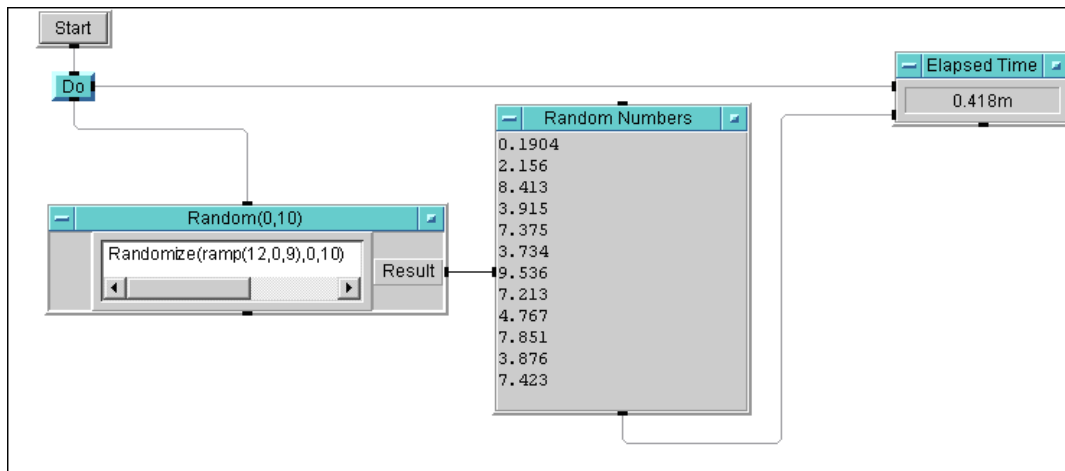 Start
Do
Elapsed Time
0.418m
Random Numbers
0.1904
2.156
8.413
3.915
7.375
3.734
9.536
7.213
4.767
7.851
3.876
7.423
Random(0,10)
Randomize(ramp(12,0,9),0,10)
Result